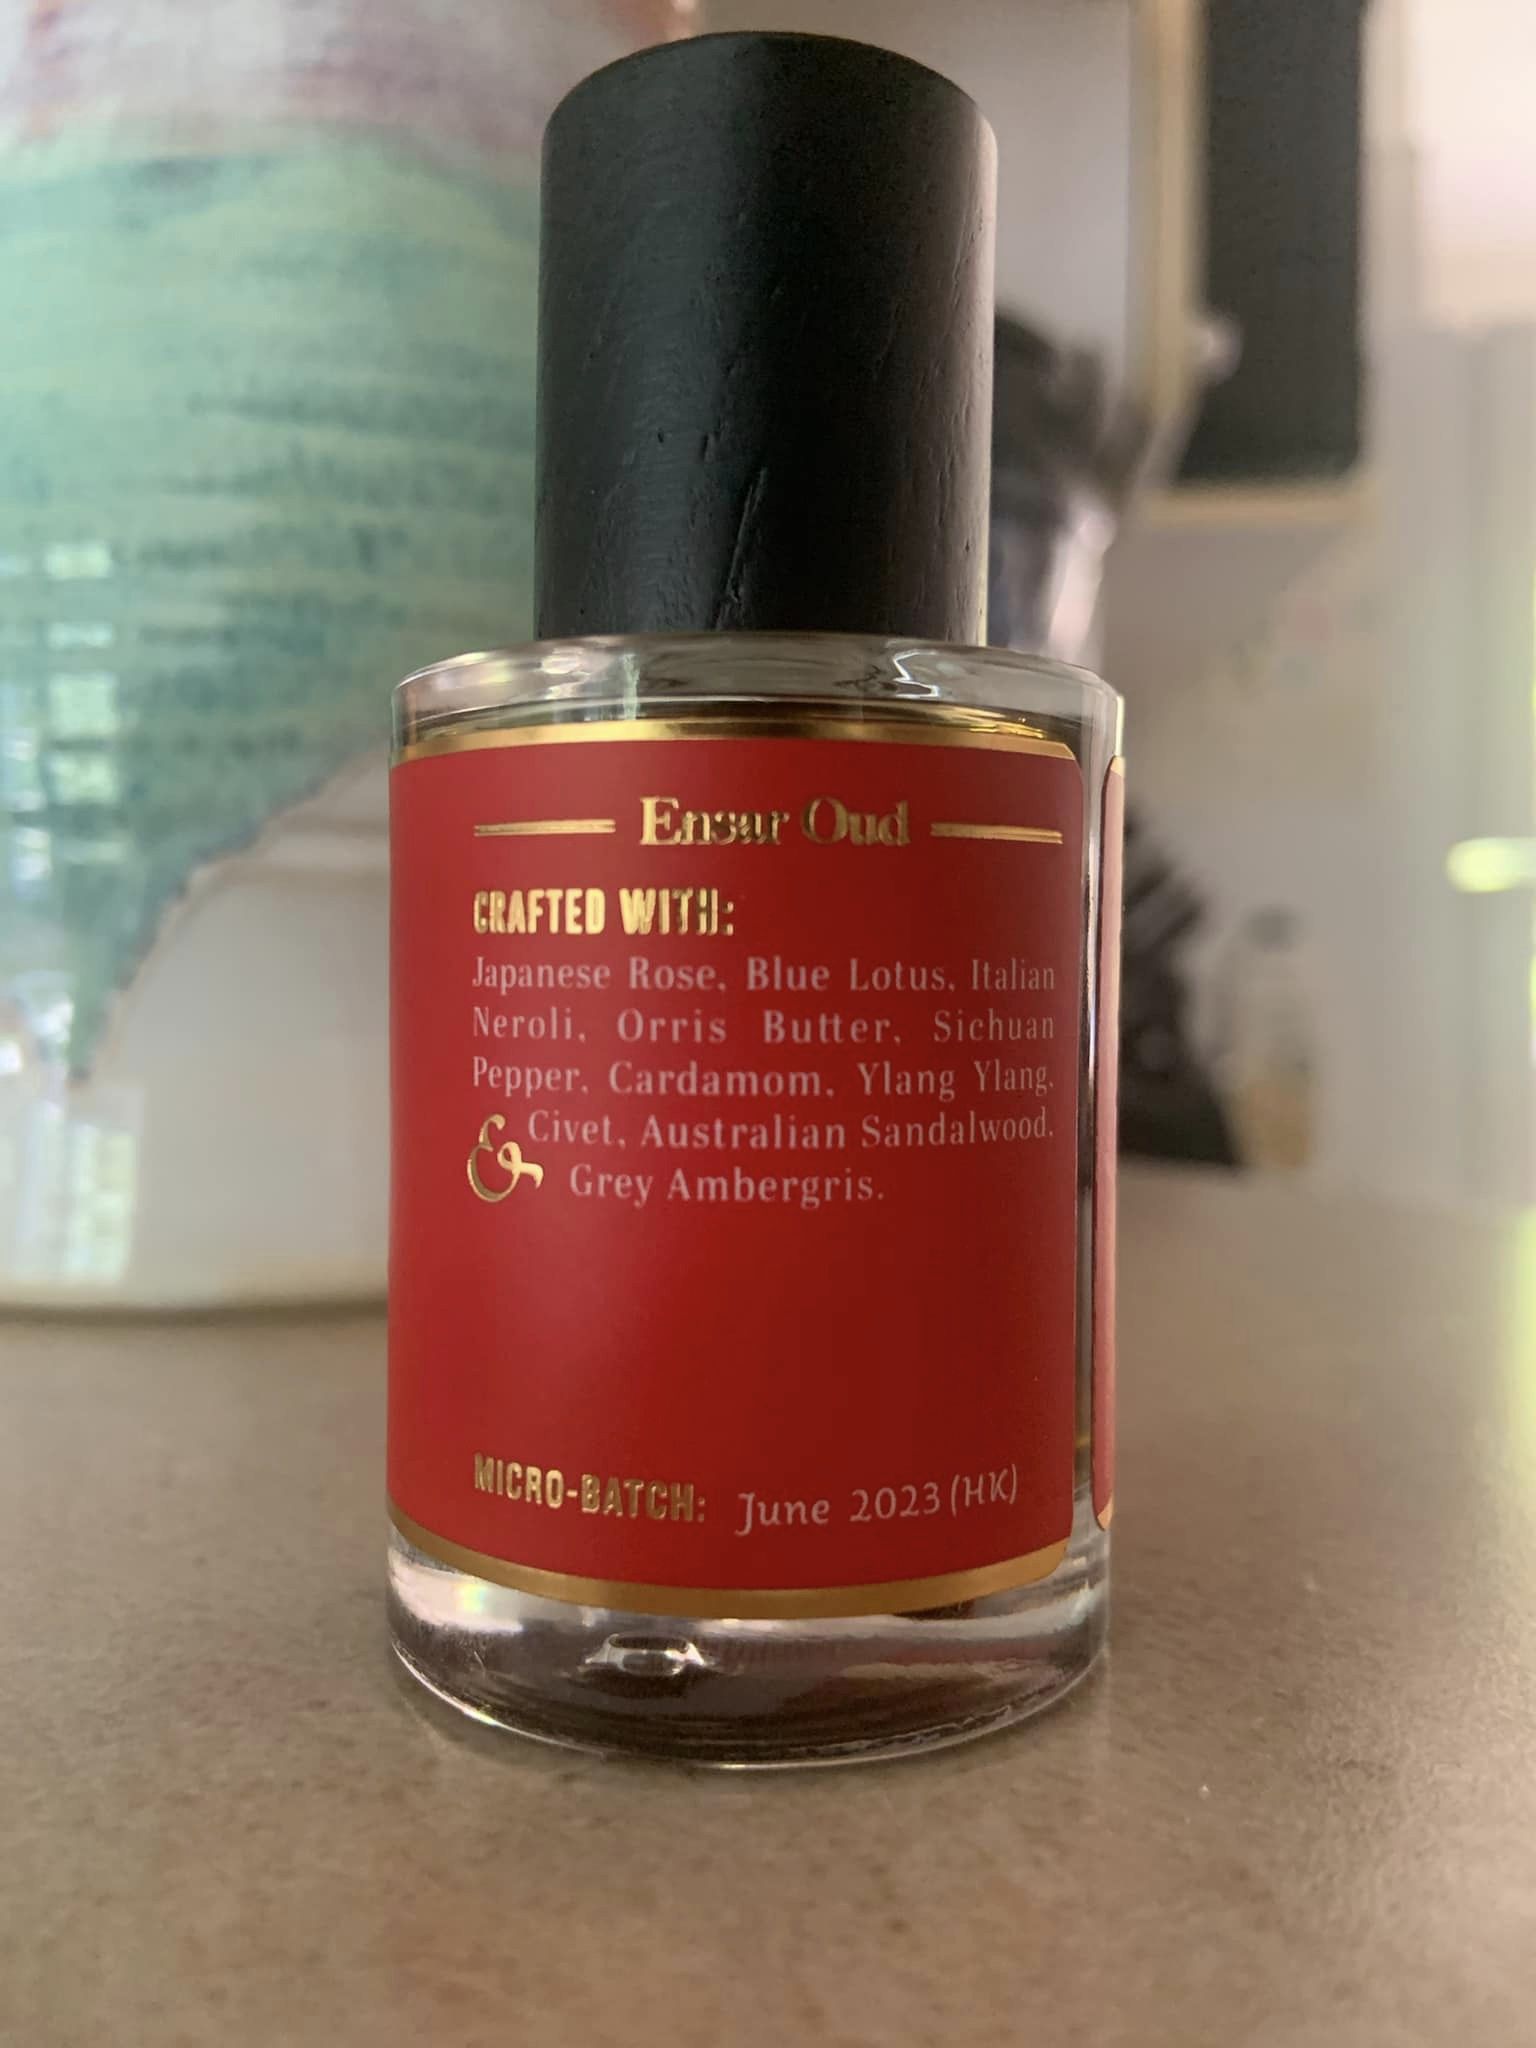 Ensar Oud
CRAFTED WITH:
Japanese Rose, Blue Lotus, Italian
Neroli, Orris Butter, Sichuan
Pepper, Cardamom, Ylang Ylang,
Civet, Australian Sandalwood,
& Grey Ambergris.
MICRO-BATCH: June 2023 (HK)